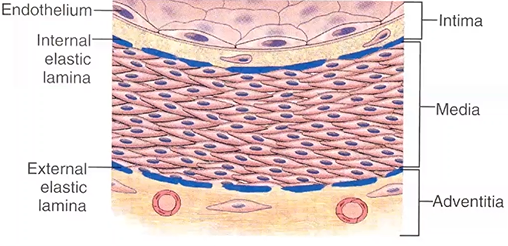 Endothelium
Internal
elastic
lamina
External
elastic
lamina
Intima
Media
Adventitia